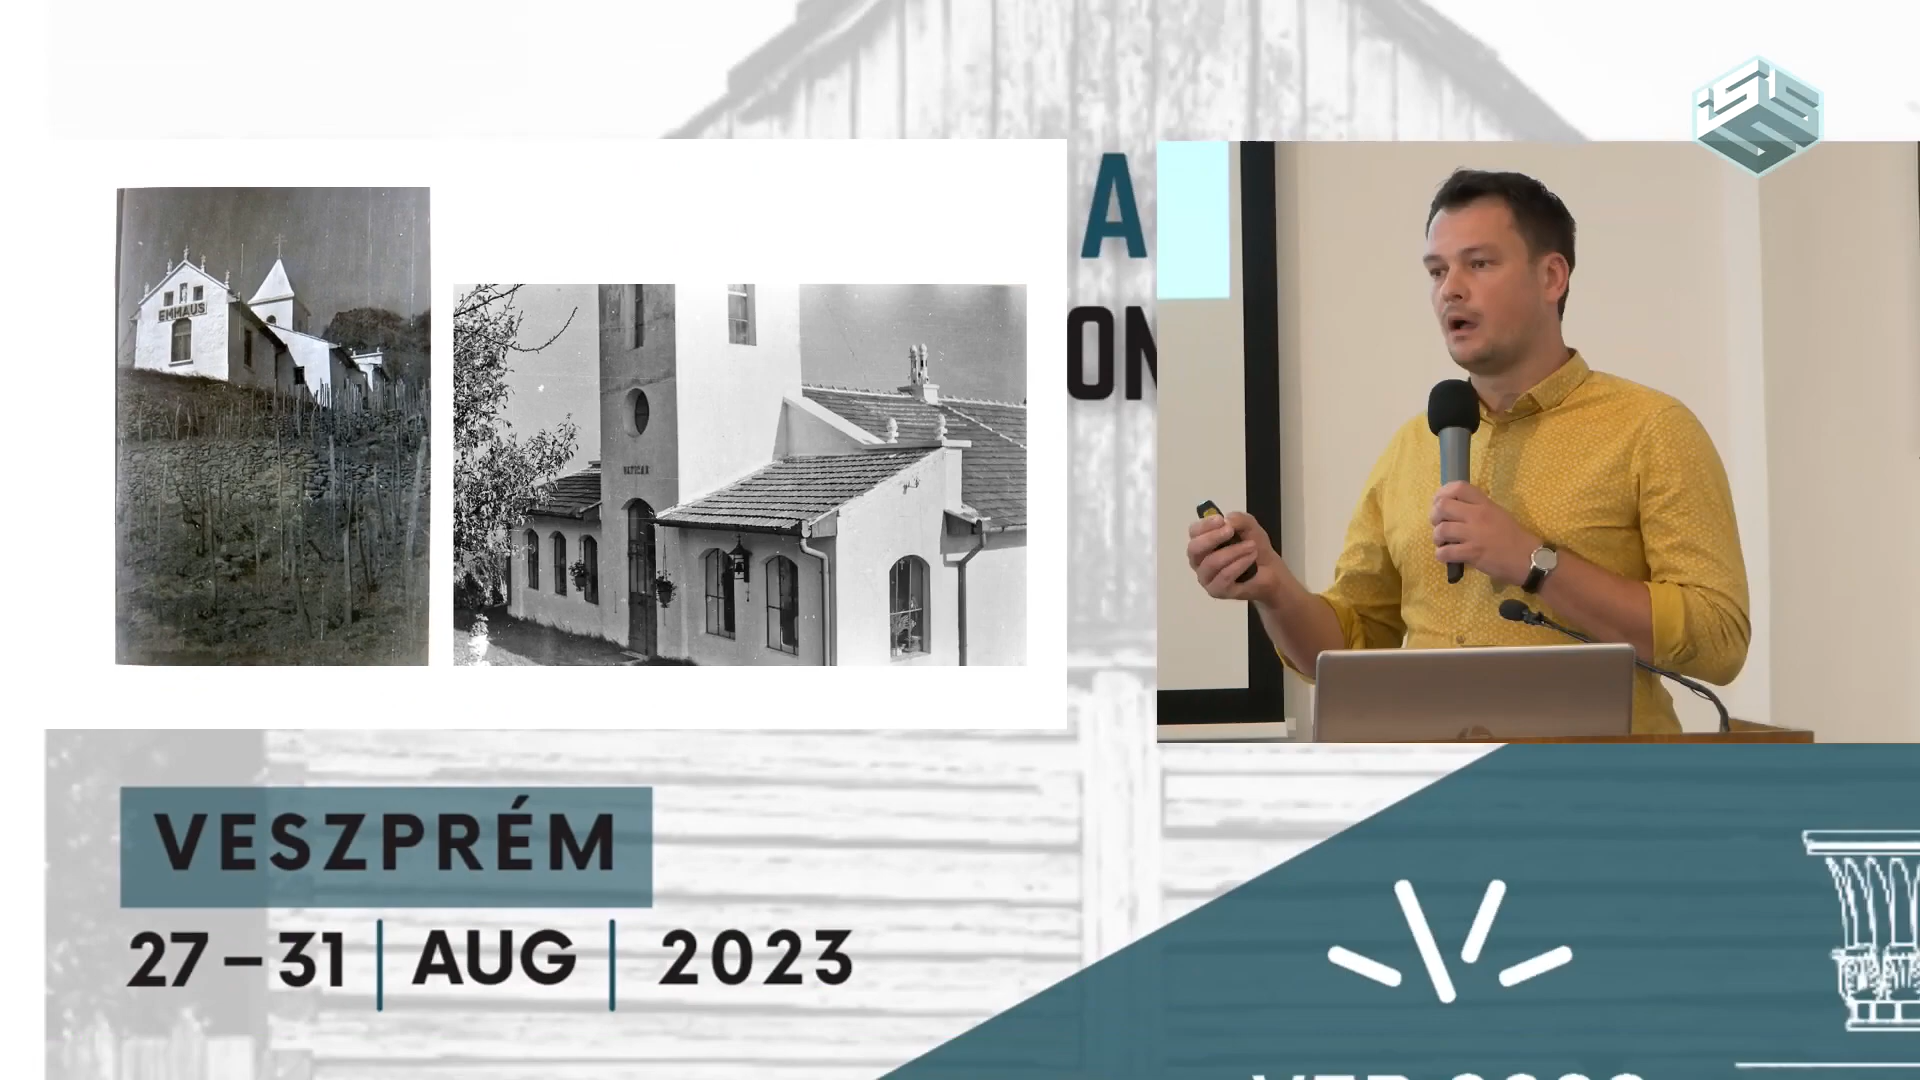 A
ON
EMMAUS
VESZPRÉM
27–31 | AUG | 2023